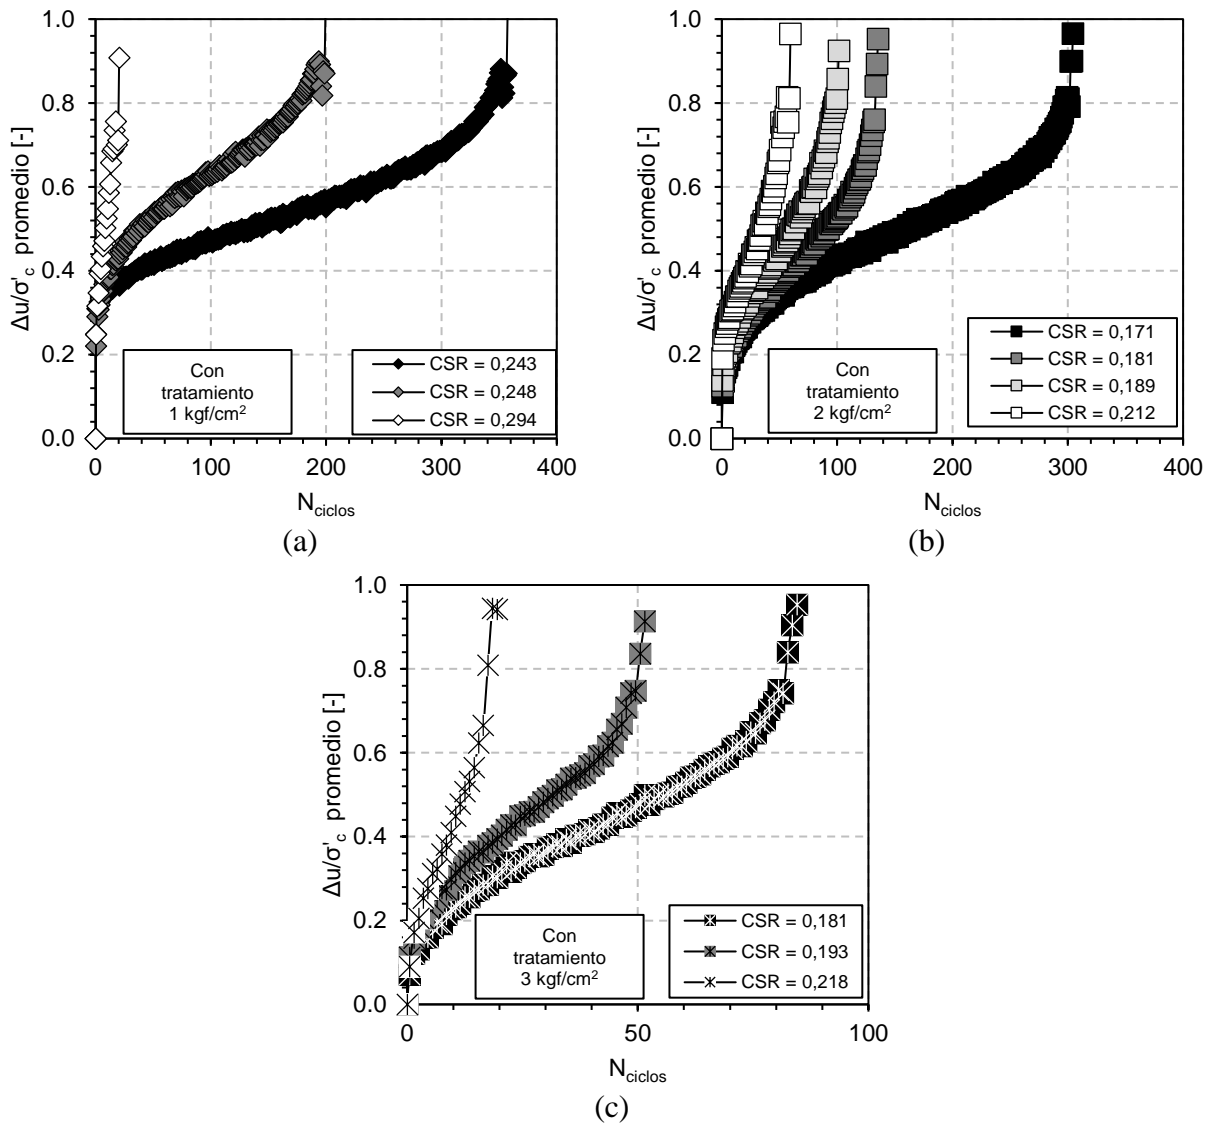 1.0
0.8
0.6
0.4
0.2
0.0
Δu/σ'c promedio [-]
Con
tratamiento
1 kgf/cm2
CSR = 0,243
CSR = 0,248
CSR = 0,294
0 100 200 300 400
Nciclos
(a)
1.0
0.8
0.6
0.4
0.2
0.0
Δu/σ'c promedio [-]
Con
tratamiento
2 kgf/cm2
CSR = 0,171
CSR = 0,181
CSR = 0,189
CSR = 0,212
0 100 200 300 400
Nciclos
(b)
1.0
0.8
0.6
0.4
0.2
0.0
Δu/σ'c promedio [-]
Con
tratamiento
3 kgf/cm2
CSR = 0,181
CSR = 0,193
CSR = 0,218
0 50 100
Nciclos
(c)